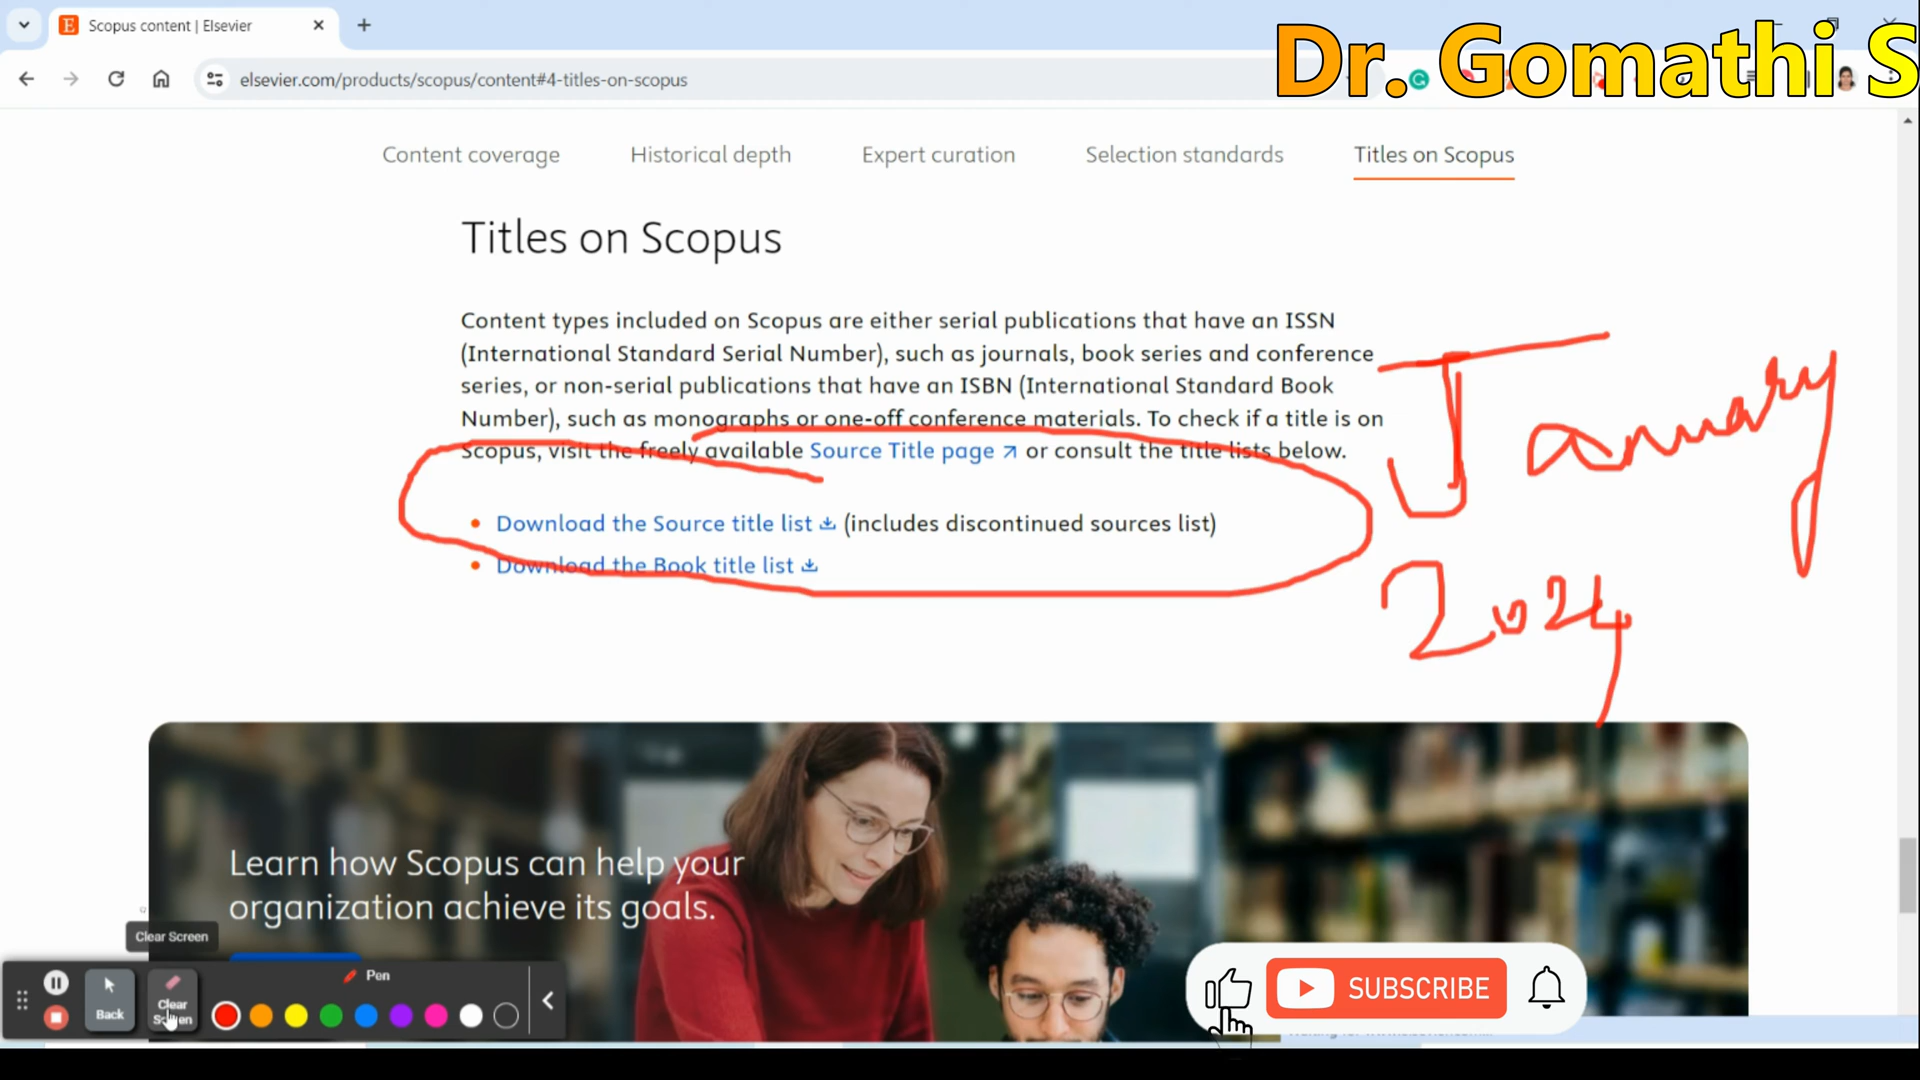 Scopus content | Elsevier
Dr. Gomathi S
elsevier.com/products/scopus/content#4-titles-on-scopus
Content coverage Historical depth Expert curation Selection standards Titles on Scopus
Titles on Scopus
Content types included on Scopus are either serial publications that have an ISSN
(International Standard Serial Number), such as journals, book series and conference
series, or non-serial publications that have an ISBN (International Standard Book
Number), such as monographs or one-off conference materials. To check if a title is on
Scopus, visit the freely available Source Title page or consult the title lists below.
January
Download the Source title list (includes discontinued sources list)
Download the Book title list
2024
Learn how Scopus can help your
organization achieve its goals.
Clear Screen
Pen
Back
Clear
Screen
SUBSCRIBE